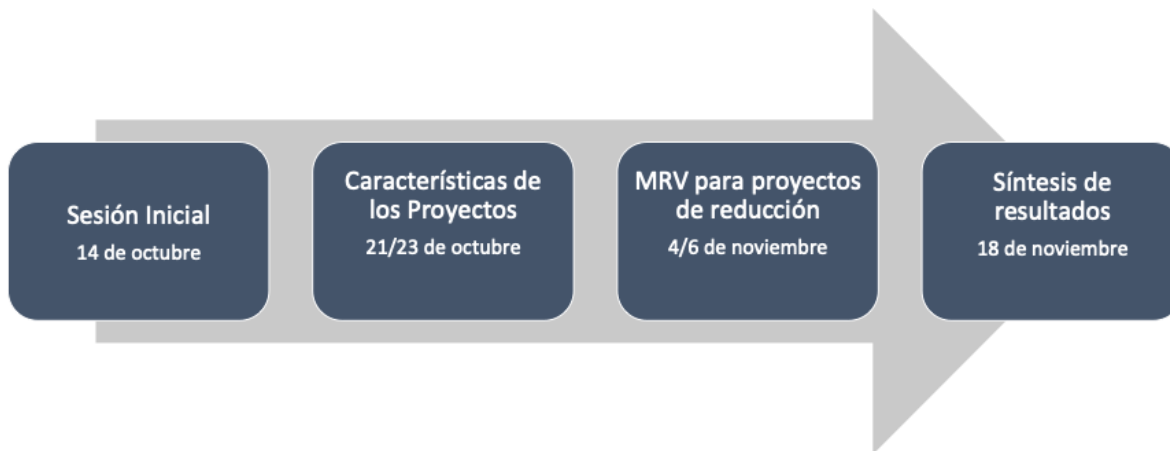 Sesión Inicial
14 de octubre
Características de
los Proyectos
21/23 de octubre
MRV para proyectos
de reducción
4/6 de noviembre
Síntesis de
resultados
18 de noviembre